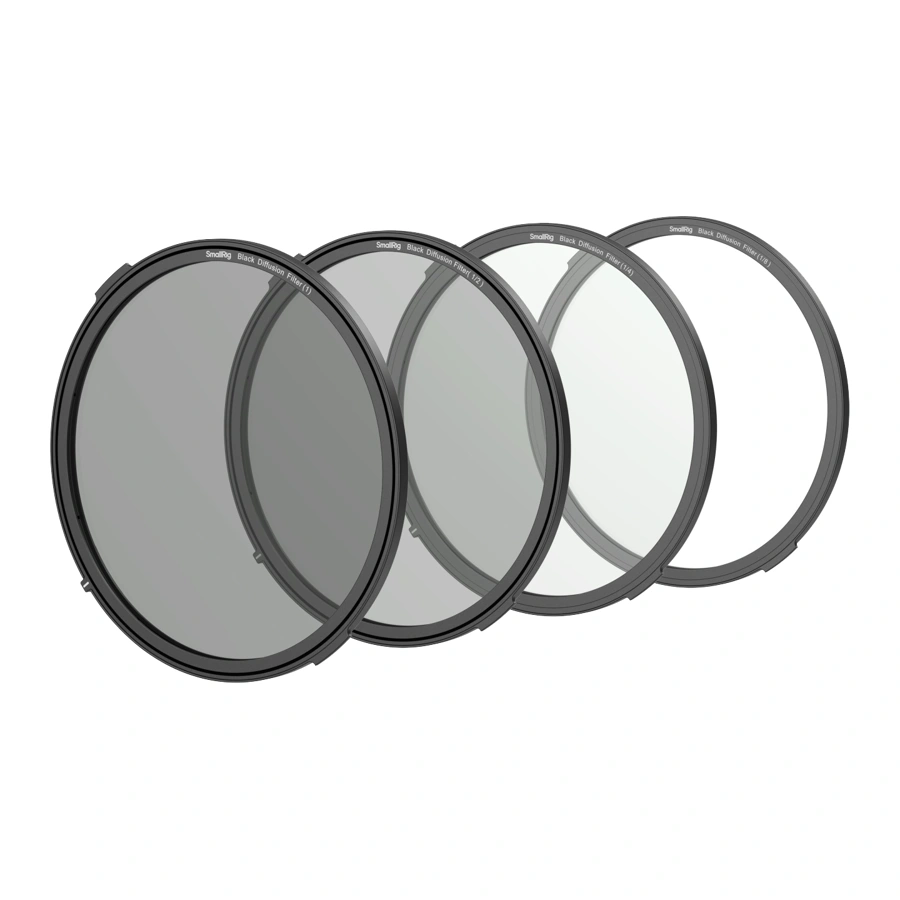 SmallRig Black Diffusion Filter (1)
SmallRig Black Diffusion Filter (1/2)
SmallRig Black Diffusion Filter (1/4)
SmallRig Black Diffusion Filter (1/8)